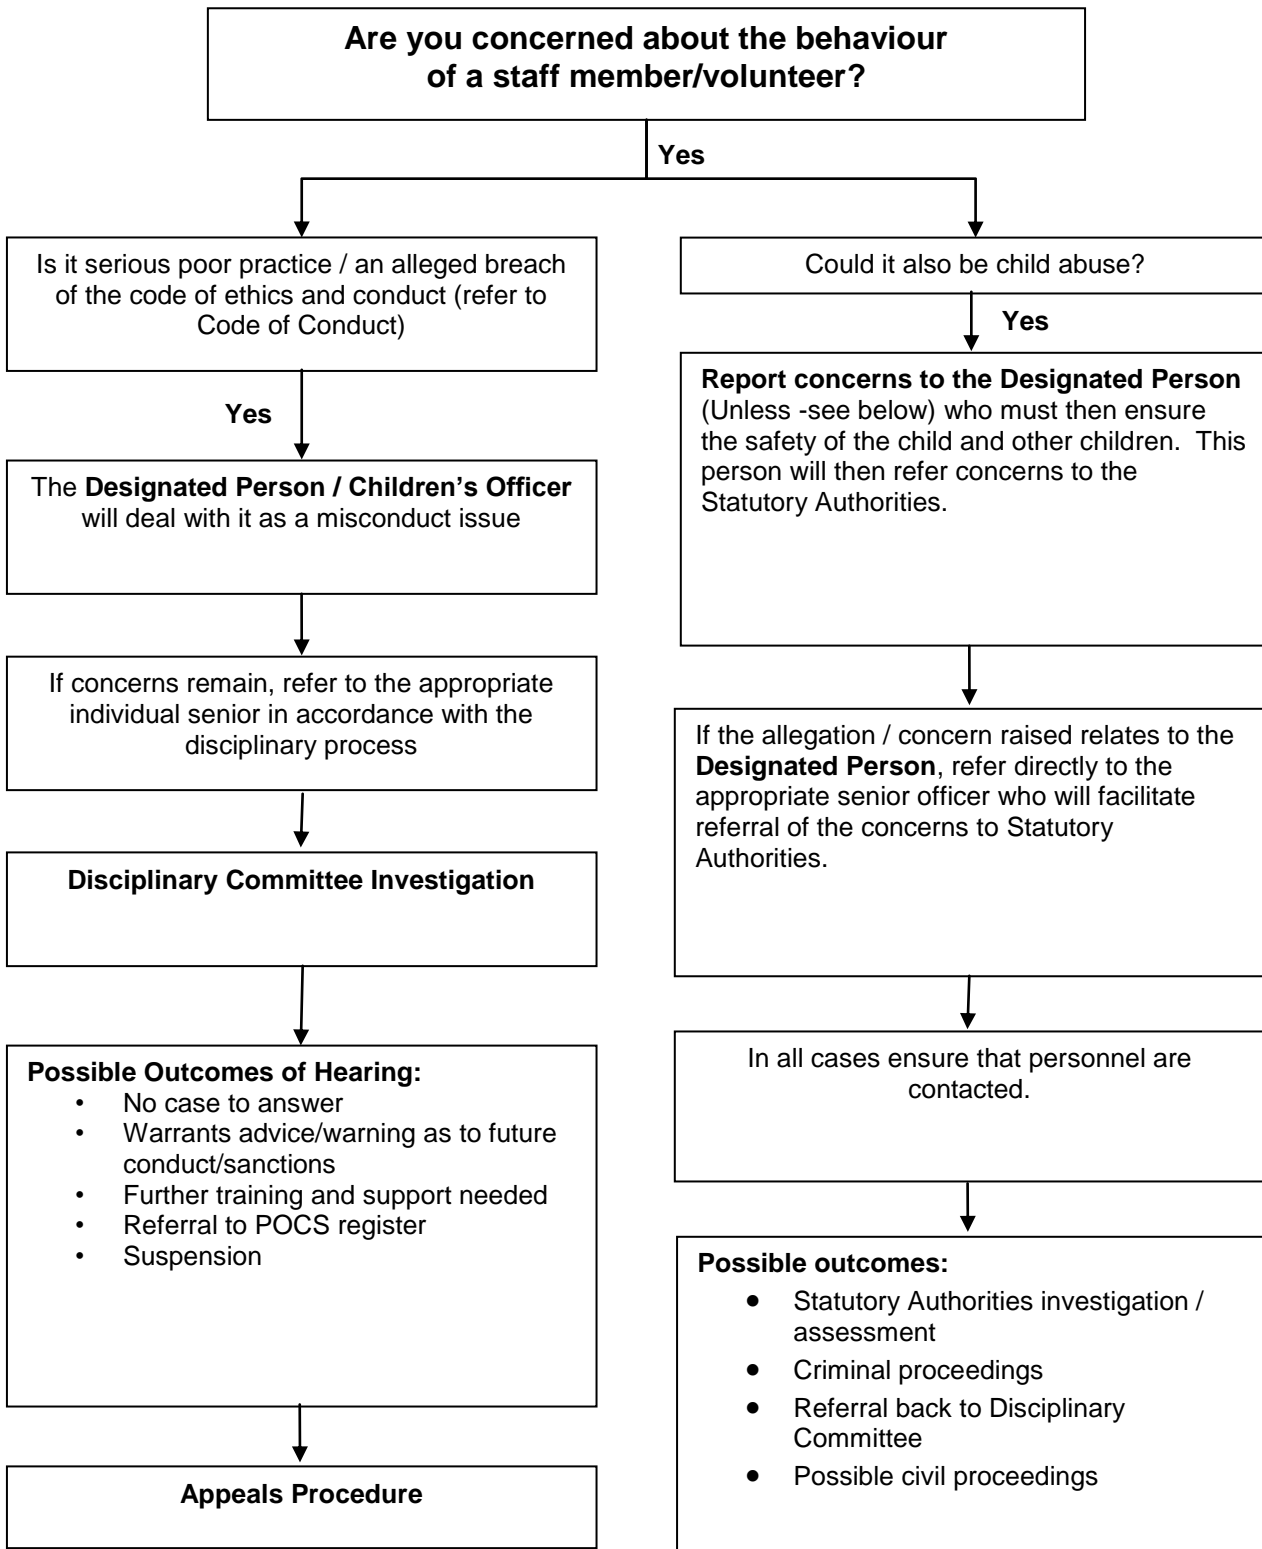 Are you concerned about the behaviour
of a staff member/volunteer?
Yes
Is it serious poor practice / an alleged breach
of the code of ethics and conduct (refer to
Code of Conduct)
Yes
The Designated Person / Children's Officer
will deal with it as a misconduct issue
If concerns remain, refer to the appropriate
individual senior in accordance with the
disciplinary process
Disciplinary Committee Investigation
Possible Outcomes of Hearing:
• No case to answer
• Warrants advice/warning as to future
conduct/sanctions
• Further training and support needed
• Referral to POCS register
• Suspension
Appeals Procedure
Could it also be child abuse?
Yes
Report concerns to the Designated Person
(Unless -see below) who must then ensure
the safety of the child and other children. This
person will then refer concerns to the
Statutory Authorities.
If the allegation / concern raised relates to the
Designated Person, refer directly to the
appropriate senior officer who will facilitate
referral of the concerns to Statutory
Authorities.
In all cases ensure that personnel are
contacted.
Possible outcomes:
• Statutory Authorities investigation /
assessment
• Criminal proceedings
• Referral back to Disciplinary
Committee
• Possible civil proceedings